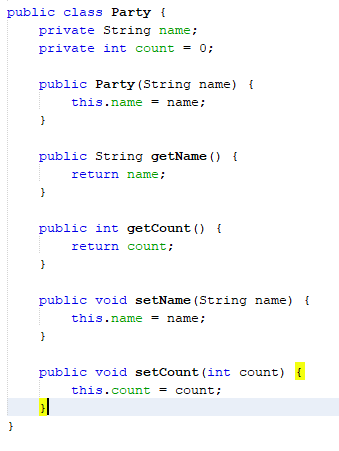 public class Party {
    private String name;
    private int count = 0;

    public Party(String name) {
        this.name = name;
    }

    public String getName() {
        return name;
    }

    public int getCount() {
        return count;
    }

    public void setName(String name) {
        this.name = name;
    }

    public void setCount(int count) {
        this.count = count;
    }
}